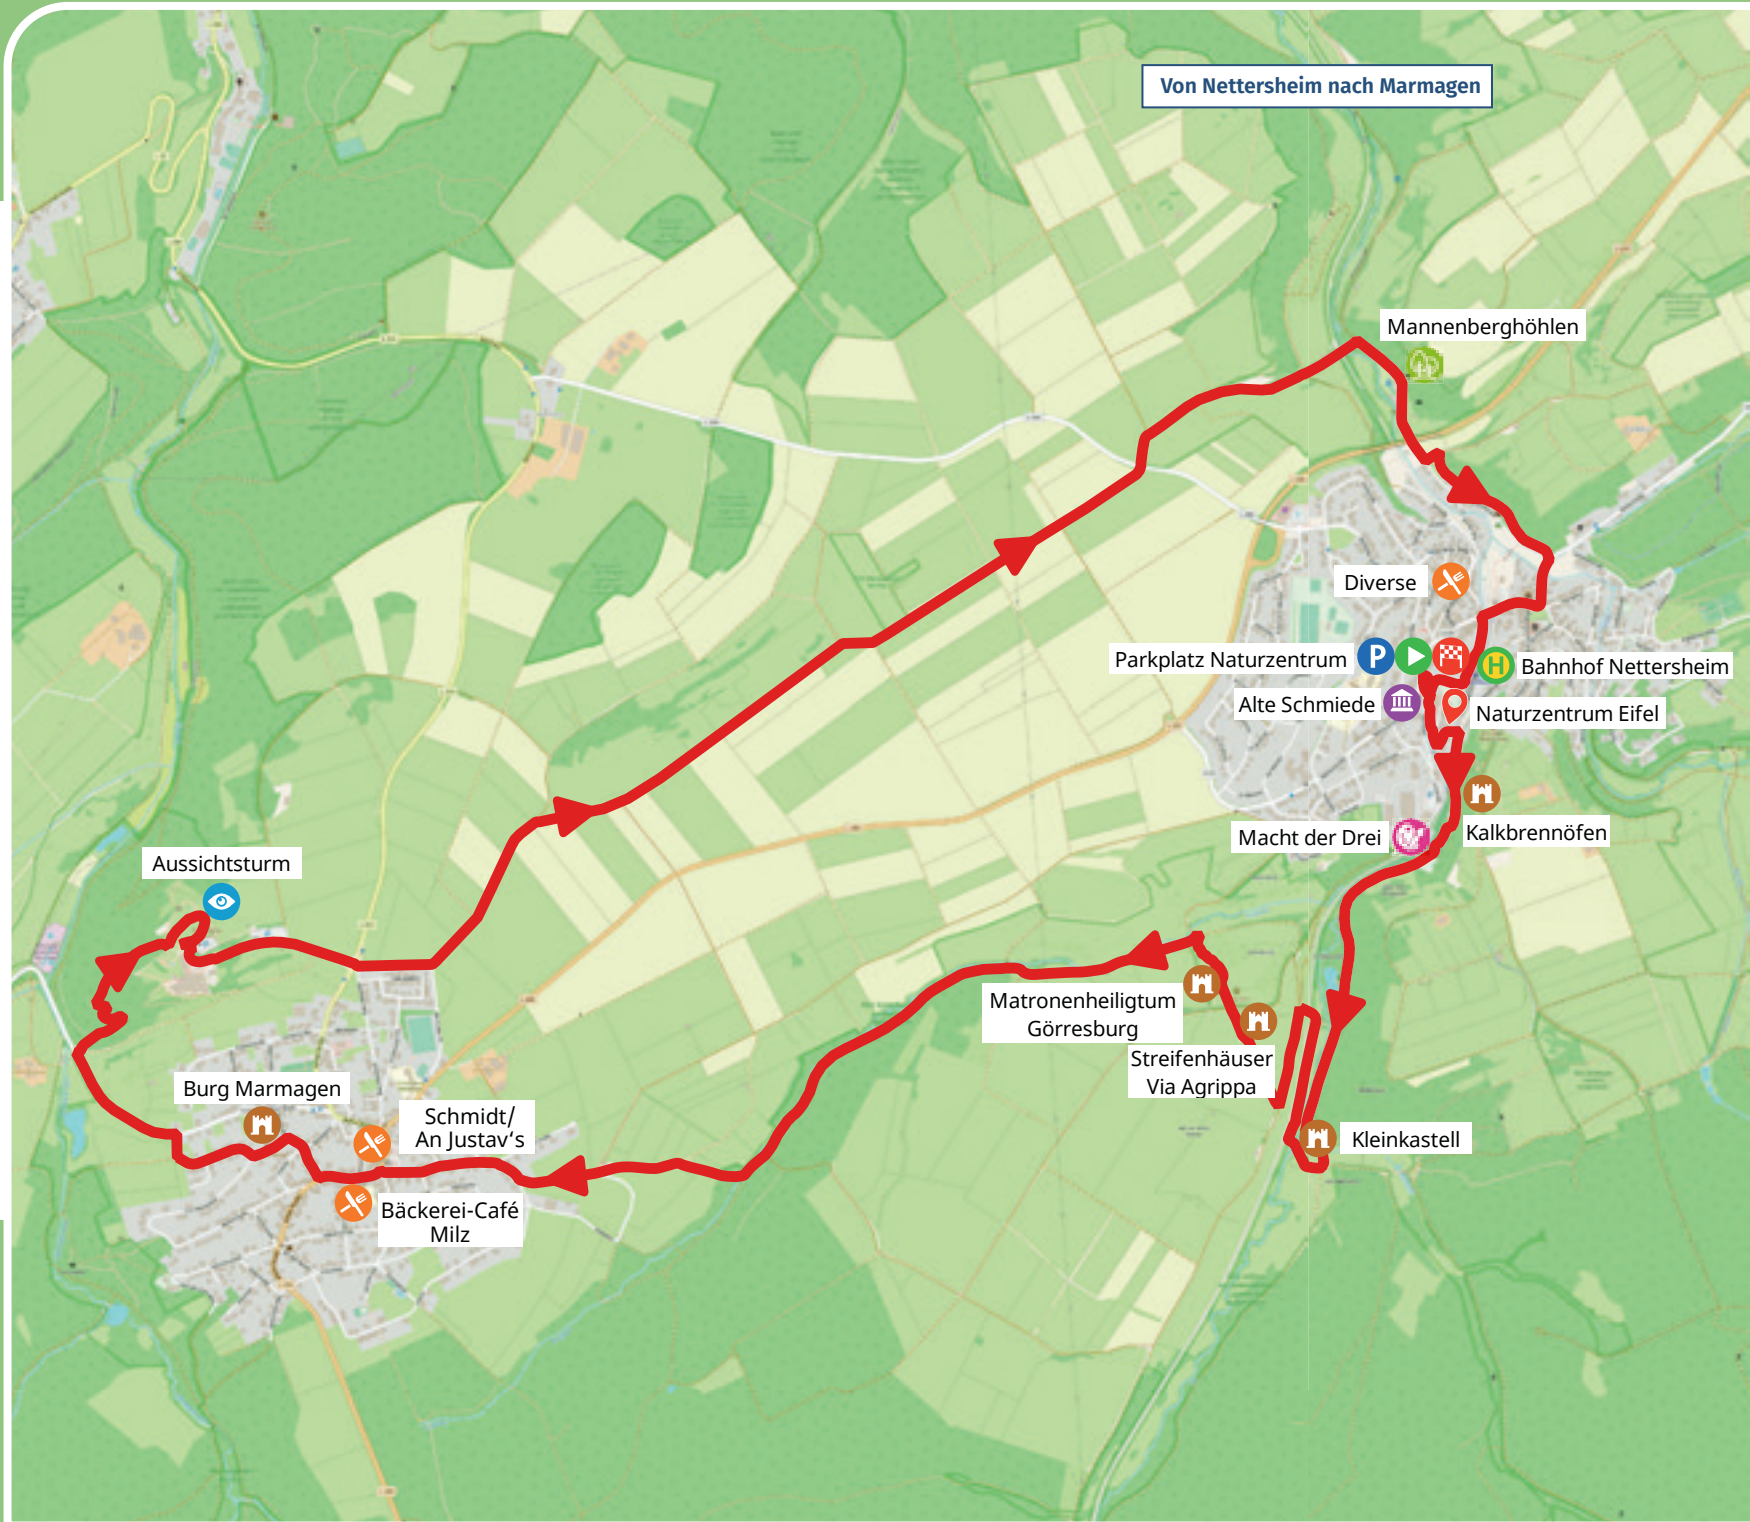 Von Nettersheim nach Marmagen
Mannenberghöhlen
Diverse
Parkplatz Naturzentrum
P
H
Bahnhof Nettersheim
Alte Schmiede
Naturzentrum Eifel
Macht der Drei
Kalkbrennöfen
Aussichtsturm
Matronenheiligtum
Görresburg
Streifenhäuser
Via Agrippa
Kleinkastell
Burg Marmagen
Schmidt/
An Justav‘s
Bäckerei-Café
Milz